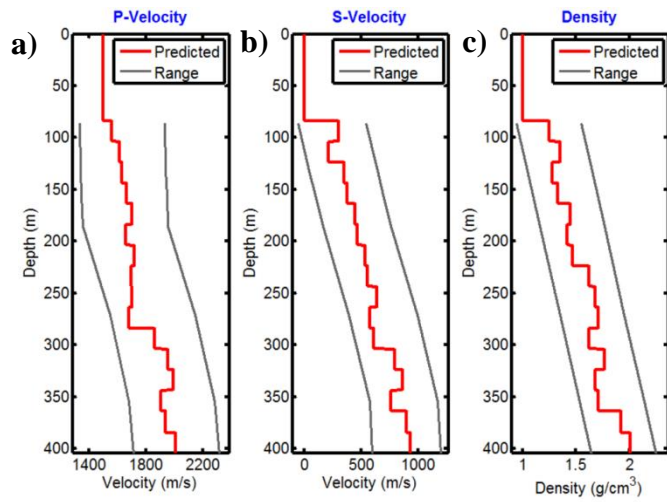 P-Velocity
a)
Predicted
Range
0
50
100
150
200
250
300
350
400
Depth (m)
1400
1800
2200
Velocity (m/s)
S-Velocity
b)
Predicted
Range
0
50
100
150
200
250
300
350
400
Depth (m)
0
500
1000
Velocity (m/s)
Density
c)
Predicted
Range
0
50
100
150
200
250
300
350
400
Depth (m)
1
1.5
2
Density (g/cm³)